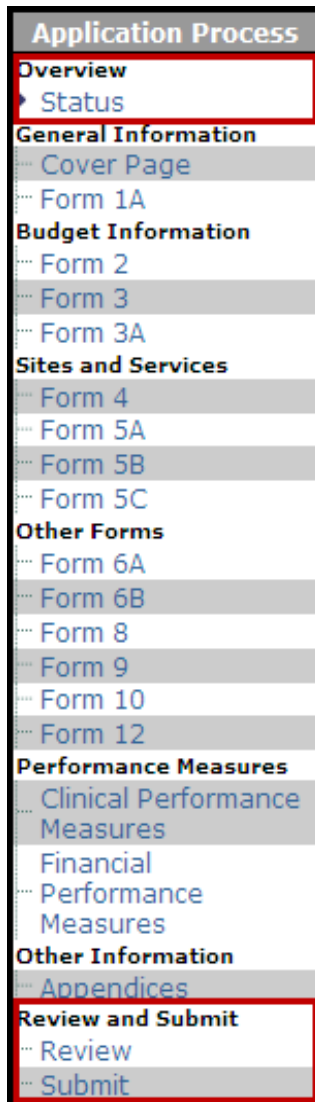 Application Process
Overview
Status
General Information
Cover Page
Form 1A
Budget Information
Form 2
Form 3
Form 3A
Sites and Services
Form 4
Form 5A
Form 5B
Form 5C
Other Forms
Form 6A
Form 6B
Form 8
Form 9
Form 10
Form 12
Performance Measures
Clinical Performance
Measures
Financial
Performance
Measures
Other Information
Appendices
Review and Submit
Review
Submit